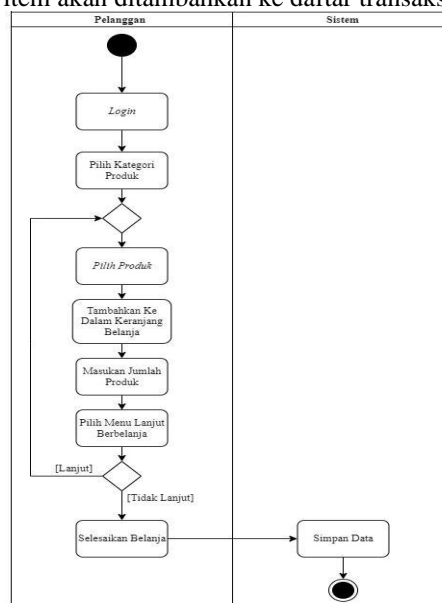 item akan ditambahkan ke daftar transaks
Pelanggan
Sistem
Login
Pilih Kategori
Produk
Pilih Produk
Tambahkan Ke
Dalam Keranjang
Belanja
Masukan Jumlah
Produk
Pilih Menu Lanjut
Berbelanja
[Lanjut]
[Tidak Lanjut]
Selesaikan Belanja
Simpan Data